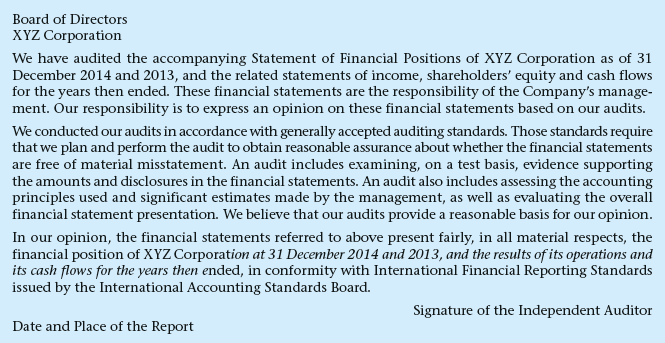 Board of Directors
XYZ Corporation
We have audited the accompanying Statement of Financial Positions of XYZ Corporation as of 31
December 2014 and 2013, and the related statements of income, shareholders' equity and cash flows
for the years then ended. These financial statements are the responsibility of the Company's manage-
ment. Our responsibility is to express an opinion on these financial statements based on our audits.
We conducted our audits in accordance with generally accepted auditing standards. Those standards require
that we plan and perform the audit to obtain reasonable assurance about whether the financial statements
are free of material misstatement. An audit includes examining, on a test basis, evidence supporting
the amounts and disclosures in the financial statements. An audit also includes assessing the accounting
principles used and significant estimates made by the management, as well as evaluating the overall
financial statement presentation. We believe that our audits provide a reasonable basis for our opinion.
In our opinion, the financial statements referred to above present fairly, in all material respects, the
financial position of XYZ Corporation at 31 December 2014 and 2013, and the results of its operations and
its cash flows for the years then ended, in conformity with International Financial Reporting Standards
issued by the International Accounting Standards Board.
Signature of the Independent Auditor
Date and Place of the Report